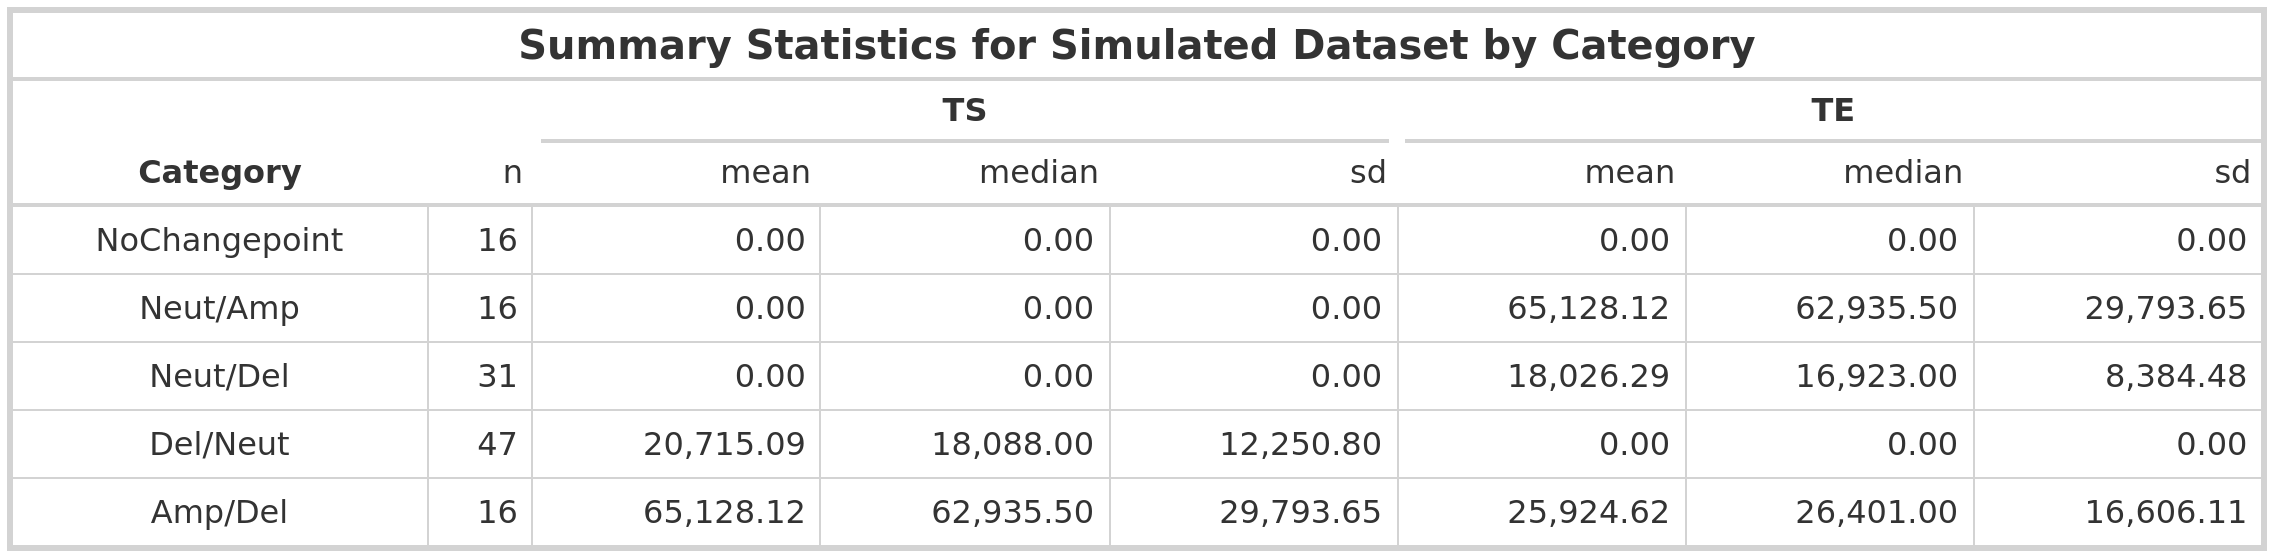 Summary Statistics for Simulated Dataset by Category
TS TE
Category n mean median sd mean median sd
NoChangepoint 16 0.00 0.00 0.00 0.00 0.00 0.00
Neut/Amp 16 0.00 0.00 0.00 65,128.12 62,935.50 29,793.65
Neut/Del 31 0.00 0.00 0.00 18,026.29 16,923.00 8,384.48
Del/Neut 47 20,715.09 18,088.00 12,250.80 0.00 0.00 0.00
Amp/Del 16 65,128.12 62,935.50 29,793.65 25,924.62 26,401.00 16,606.11